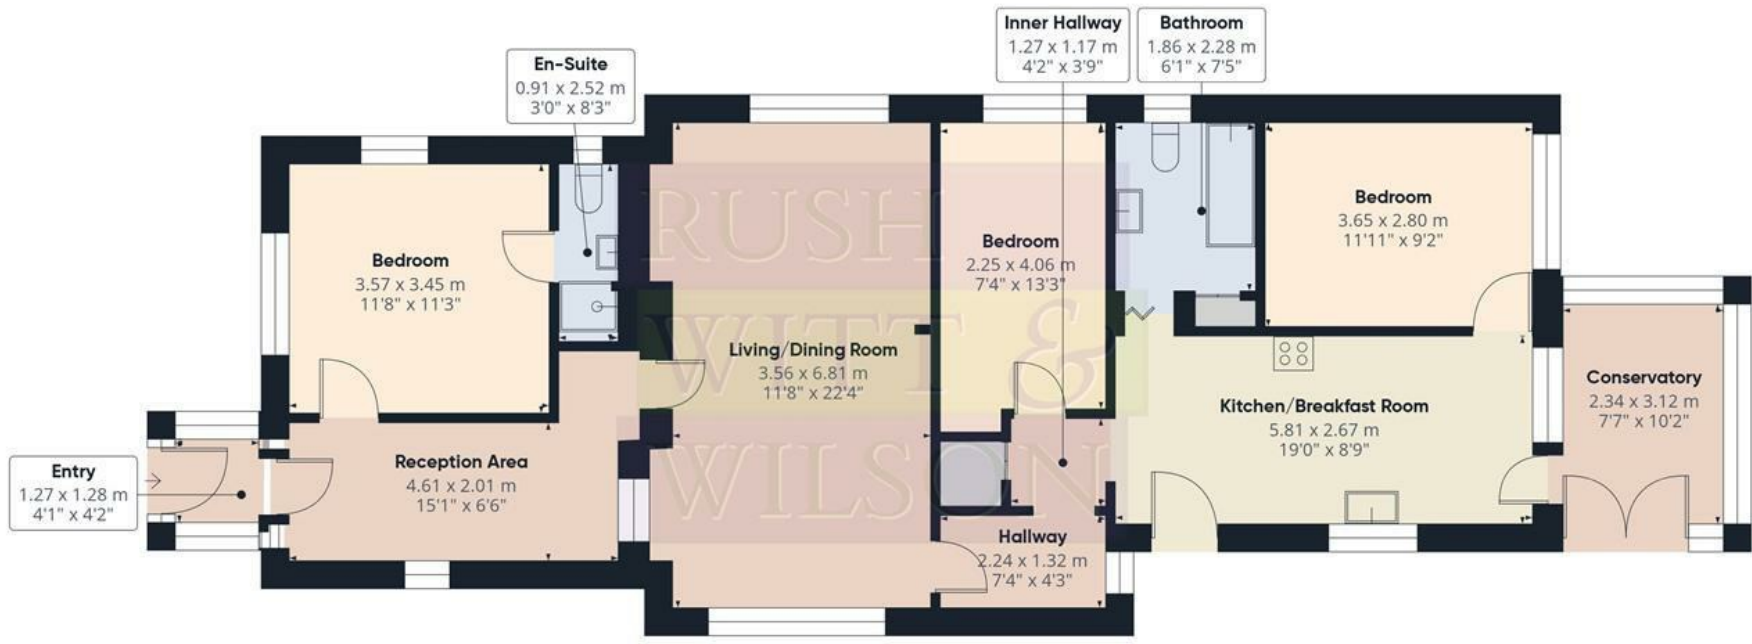 Inner Hallway
1.27 x 1.17 m
4'2" x 3'9"
Bathroom
1.86 x 2.28 m
6'1" x 7'5"
En-Suite
0.91 x 2.52 m
3'0" x 8'3"
Bedroom
3.57 x 3.45 m
11'8" x 11'3"
Living/Dining Room
3.56 x 6.81 m
11'8" x 22'4"
Bedroom
2.25 x 4.06 m
7'4" x 13'3"
Bedroom
3.65 x 2.80 m
11'11" x 9'2"
Conservatory
2.34 x 3.12 m
7'7" x 10'2"
Kitchen/Breakfast Room
5.81 x 2.67 m
19'0" x 8'9"
Entry
1.27 x 1.28 m
4'1" x 4'2"
Reception Area
4.61 x 2.01 m
15'1" x 6'6"
Hallway
2.24 x 1.32 m
7'4" x 4'3"
RUSH
WITT &
WILSON